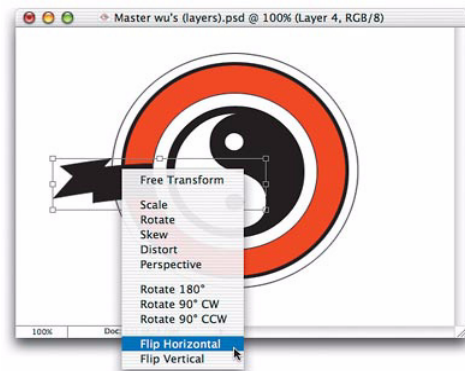 Master wu's (layers).psd @ 100% (Layer 4, RGB/8)
Free Transform
Scale
Rotate
Skew
Distort
Perspective
Rotate 180°
Rotate 90° CW
Rotate 90° CCW
100%
Doc:
Flip Horizontal
Flip Vertical